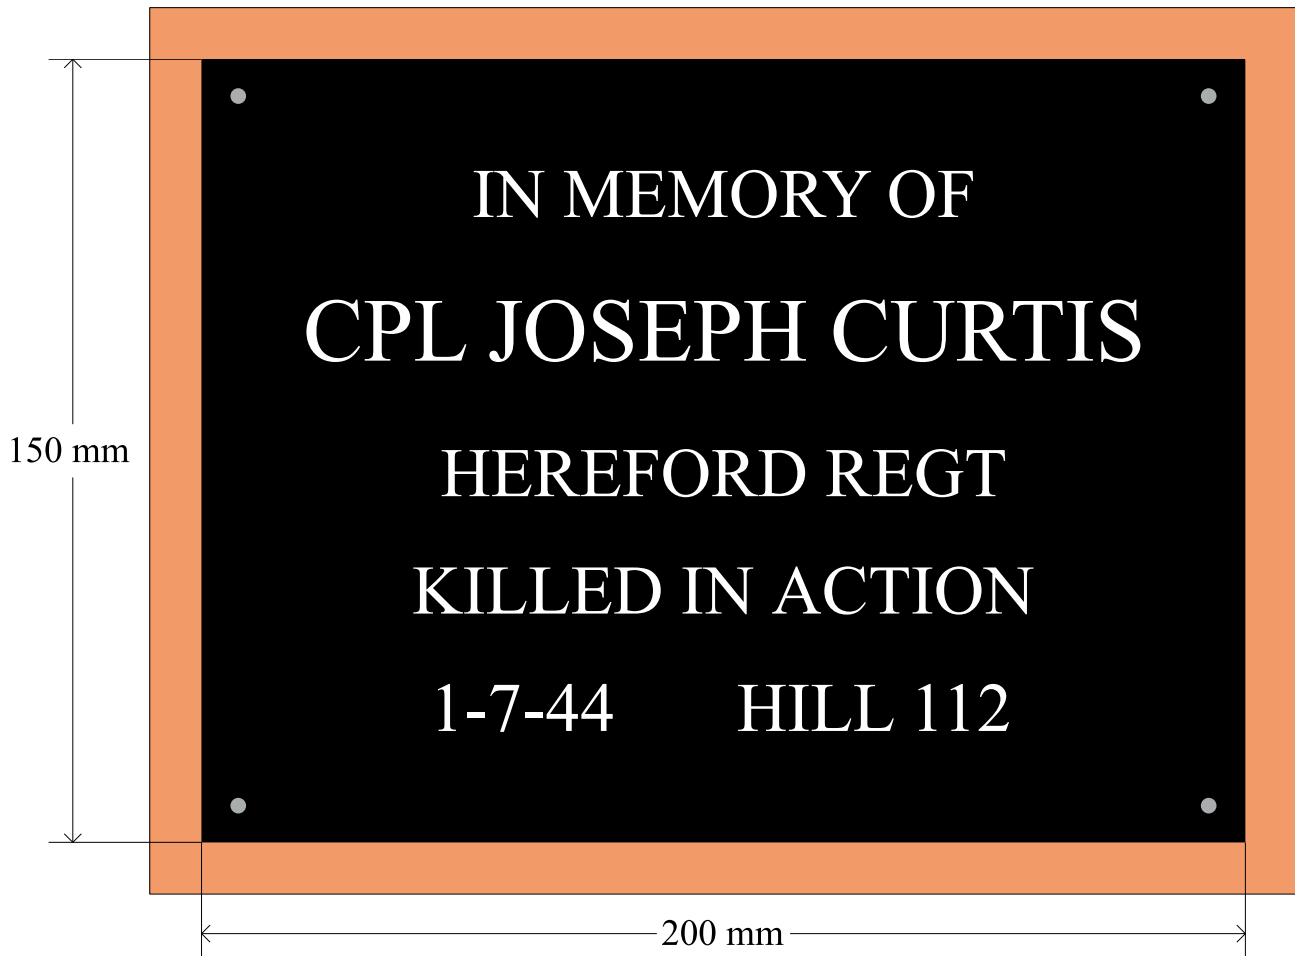 IN MEMORY OF
CPL JOSEPH CURTIS
HEREFORD REGT
KILLED IN ACTION
1-7-44 HILL 112
150 mm
200 mm